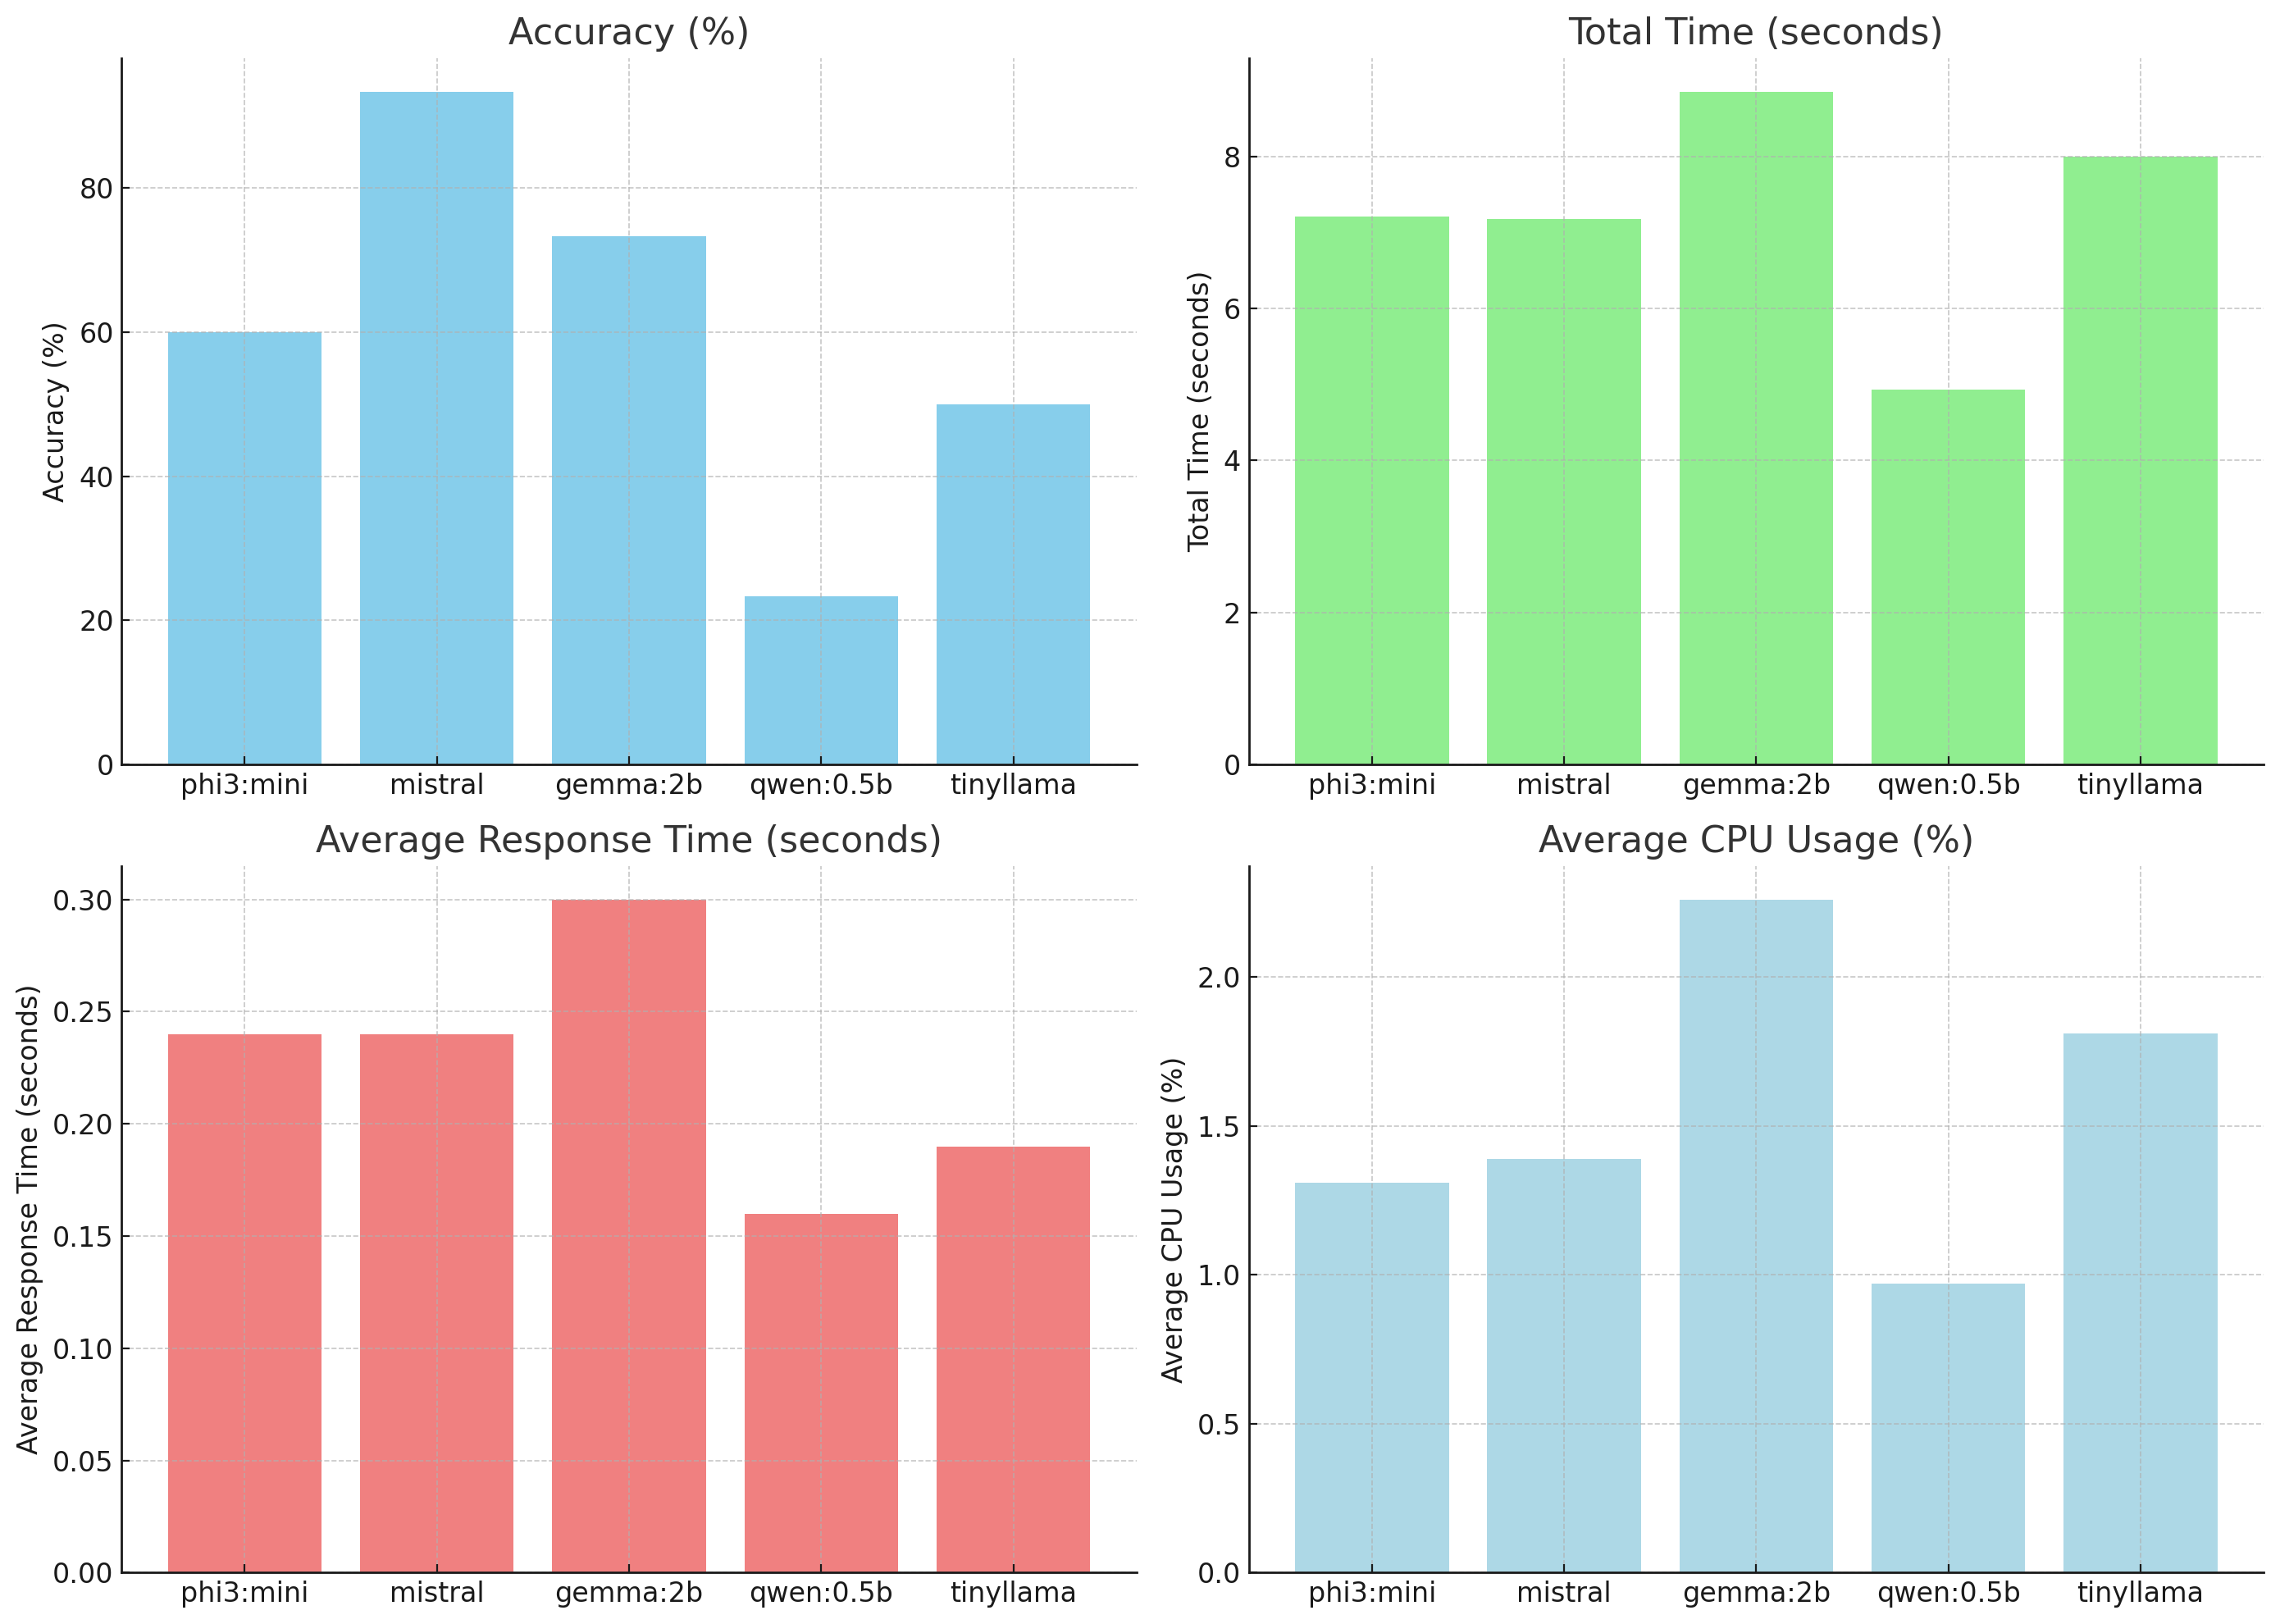 Accuracy (%)
Accuracy (%)
80
60
40
20
0
phi3:mini mistral gemma:2b qwen:0.5b tinyllama
Total Time (seconds)
Total Time (seconds)
8
6
4
2
0
phi3:mini mistral gemma:2b qwen:0.5b tinyllama
Average Response Time (seconds)
Average Response Time (seconds)
0.30
0.25
0.20
0.15
0.10
0.05
0.00
phi3:mini mistral gemma:2b qwen:0.5b tinyllama
Average CPU Usage (%)
Average CPU Usage (%)
2.0
1.5
1.0
0.5
0.0
phi3:mini mistral gemma:2b qwen:0.5b tinyllama